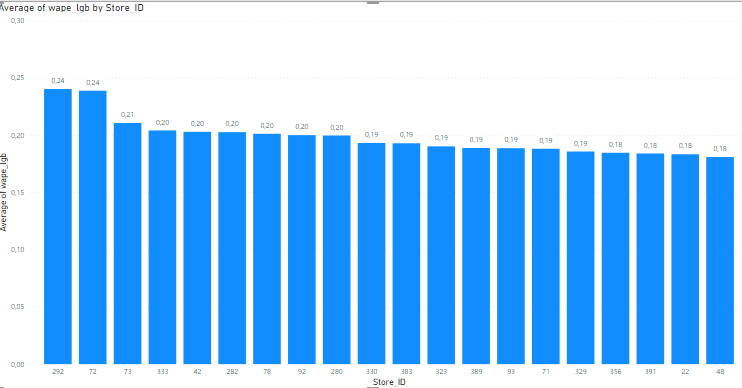 Average of wape_lgb by Store_ID
0,30
0,25
0,20
0,15
0,10
0,05
0,00
Average of wape_lgb
0,24 0,24 0,21 0,20 0,20 0,20 0,20 0,20 0,20 0,19 0,19 0,19 0,19 0,19 0,19 0,19 0,18 0,18 0,18 0,18
292 72 73 333 42 282 78 92 280 330 383 323 389 93 71 329 356 391 22 48
Store_ID